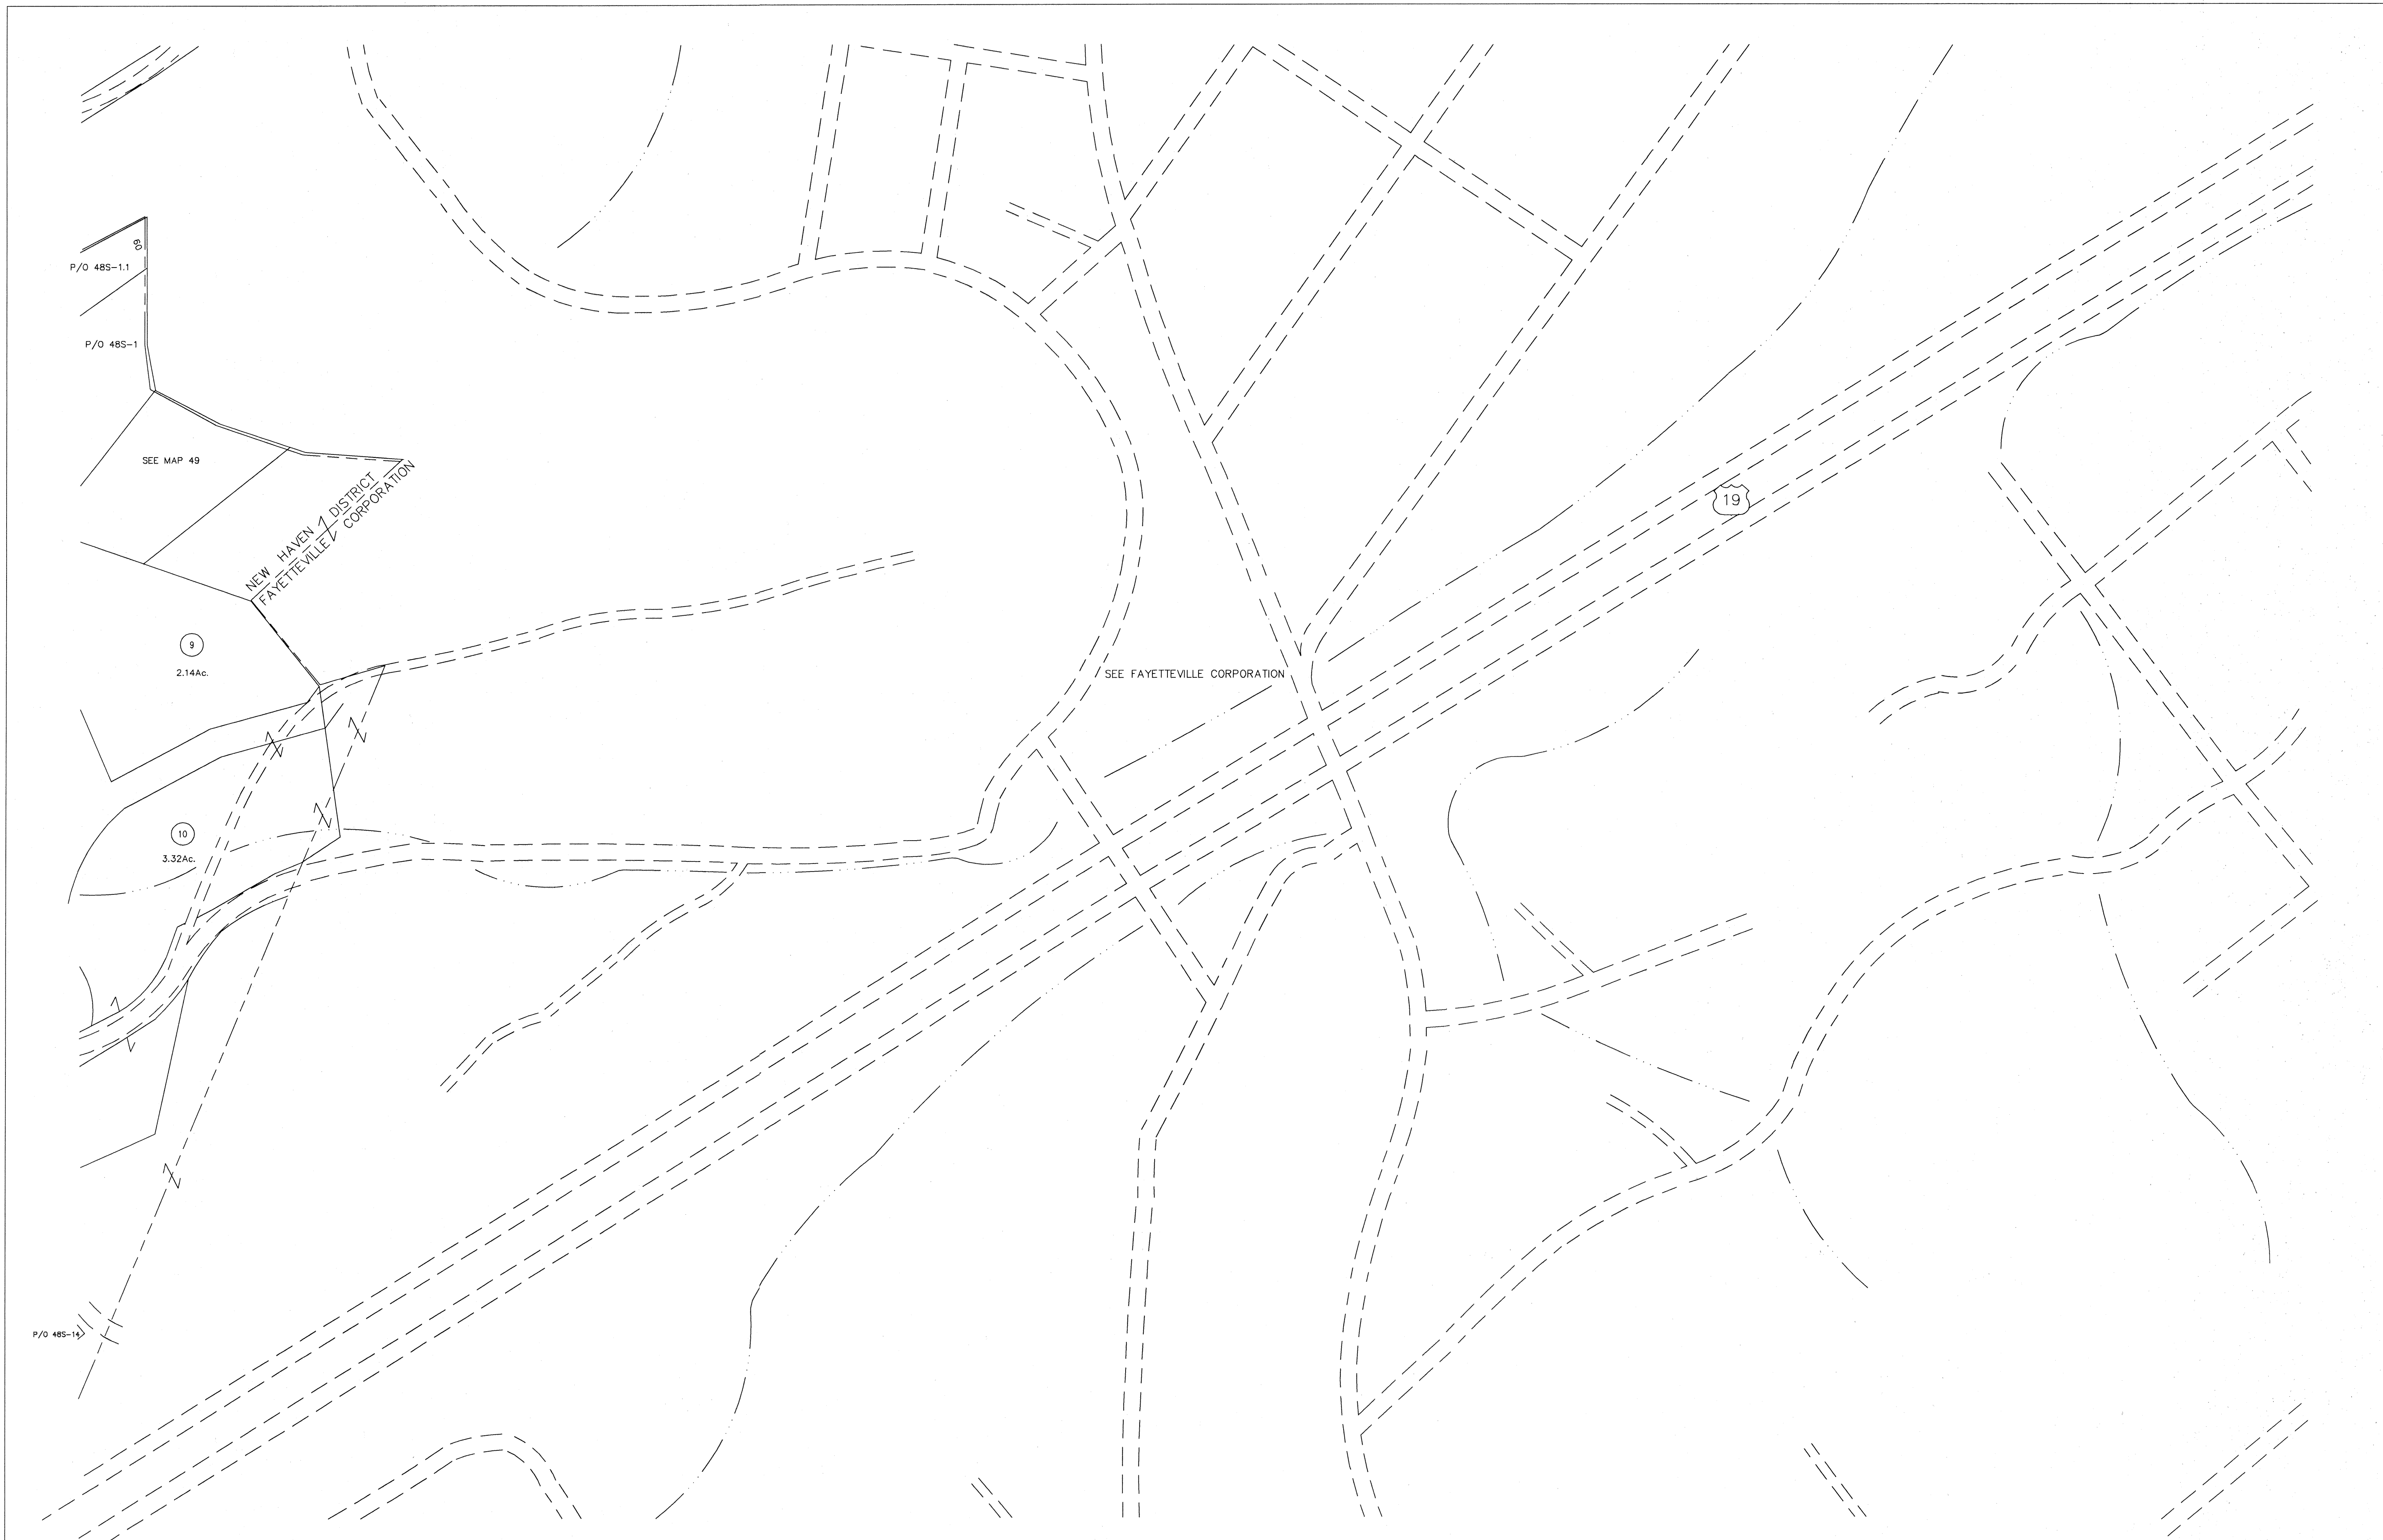 60
P/O 48S-1.1
P/O 48S-1
SEE MAP 49
NEW HAVEN DISTRICT
FAYETTEVILLE CORPORATION
19
9
2.14Ac.
SEE FAYETTEVILLE CORPORATION
10
3.32Ac.
P/O 48S-14